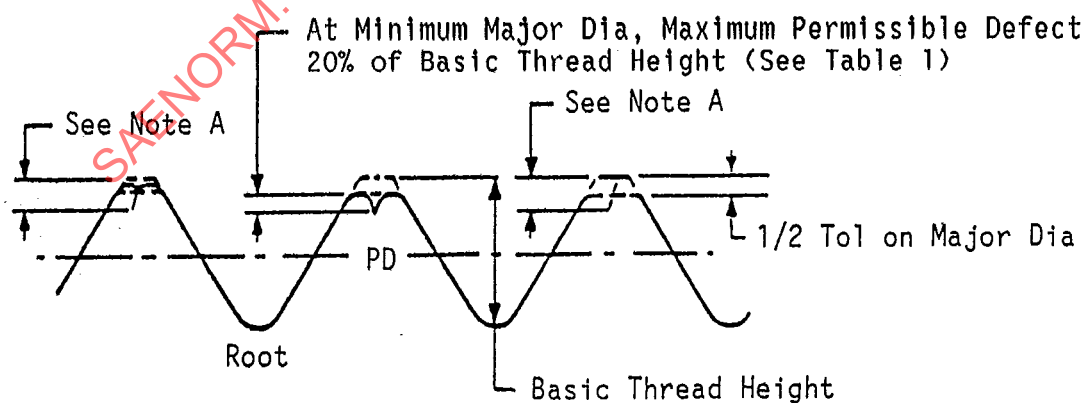 At Minimum Major Dia, Maximum Permissible Defect
20% of Basic Thread Height (See Table 1)
See Note A
See Note A
1/2 Tol on Major Dia
PD
Root
Basic Thread Height
SAENORM.